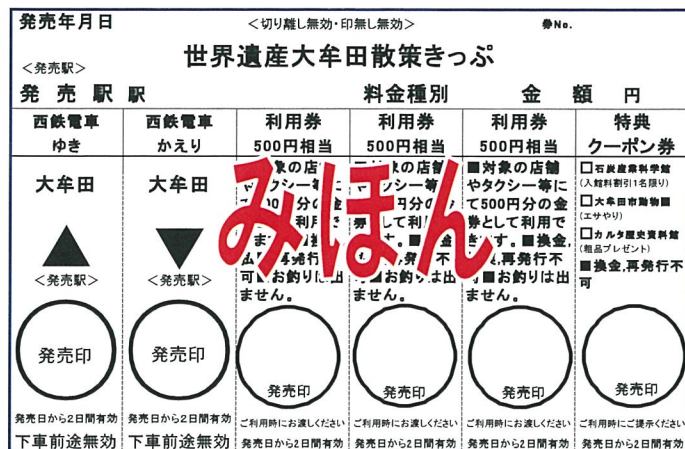 発売年月日 <切り離し無効・印無し無効> 券No.
世界遺産大牟田散策きっぷ
<発売駅>
発売駅 駅 料金種別 金額 円
西鉄電車 ゆき
大牟田
▲
<発売駅>
発売印
発売日から2日間有効
下車前途無効
西鉄電車 かえり
大牟田
▼
<発売駅>
発売印
発売日から2日間有効
下車前途無効
利用券
500円相当
対象の店舗
可■お釣りは出
ません。
発売印
ご利用時にお渡しください
発売日から2日間有効
利用券
500円相当
可■お釣りは出
ません。
発売印
ご利用時にお渡しください
発売日から2日間有効
利用券
500円相当
■対象の店舗
やタクシー等に
て500円分の金
券として利用で
きます。■換金,
再発行不
可■お釣りは出
ません。
発売印
ご利用時にお渡しください
発売日から2日間有効
特典
クーポン券
□石炭産業科学館
(入館料割引1名限り)
□大牟田市動物園
(エサやり)
□カルタ歴史資料館
(粗品プレゼント)
■換金,再発行不
可
発売印
ご利用時にご提示ください
発売日から2日間有効
みほん